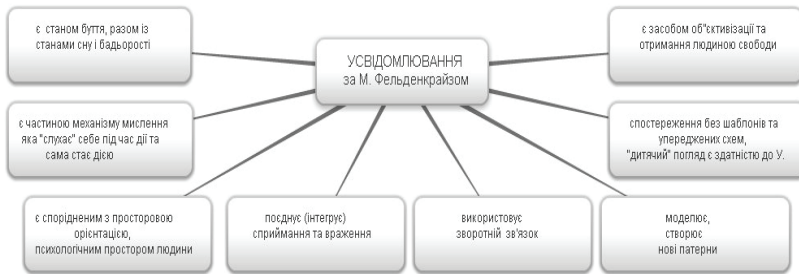 УСВІДОМЛЮВАННЯ
за М. Фельденкрайзом
є станом буття, разом із
станами сну і бадьорості
є засобом об"єктивізації та
отримання людиною свободи
є частиною механізму мислення
яка "слухає" себе під час дії та
сама стає дією
спостереження без шаблонів та
упереджених схем,
"дитячий" погляд є здатністю до У.
є спорідненим з просторовою
орієнтацією,
психологічним простором людини
поєднує (інтегрує)
сприймання та враження
використовує
зворотній зв'язок
моделює,
створює
нові патерни